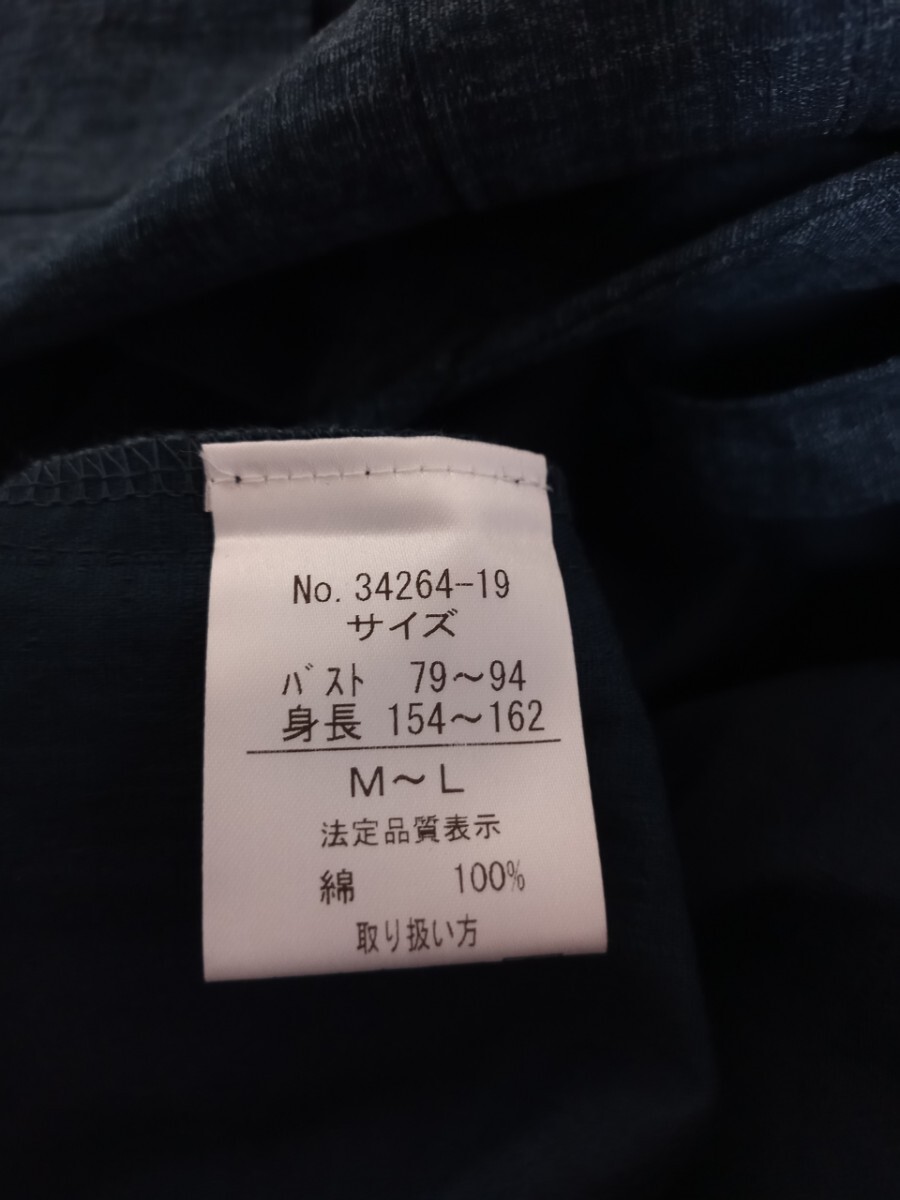 No. 34264-19
サイズ
バスト 79～94
身長 154～162
M～L
法定品質表示
綿 100%
取り扱い方